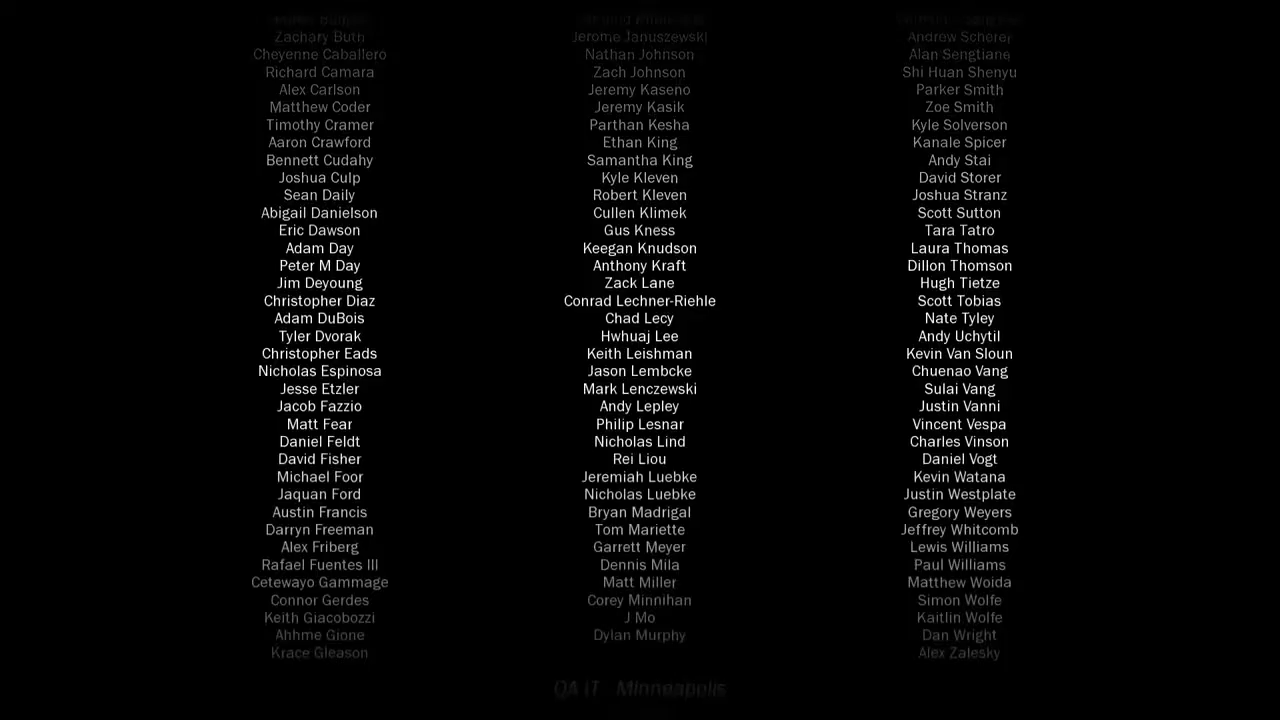 Zachary Buth
Cheyenne Caballero
Richard Camara
Alex Carlson
Matthew Coder
Timothy Cramer
Aaron Crawford
Bennett Cudahy
Joshua Culp
Sean Daily
Abigail Danielson
Eric Dawson
Adam Day
Peter M Day
Jim Deyoung
Christopher Diaz
Adam DuBois
Tyler Dvorak
Christopher Eads
Nicholas Espinosa
Jesse Etzler
Jacob Fazzio
Matt Fear
Daniel Feldt
David Fisher
Michael Foor
Jaquan Ford
Austin Francis
Darryn Freeman
Alex Friberg
Rafael Fuentes III
Cetewayo Gammage
Connor Gerdes
Keith Giacobozzi
Ahhme Gione
Krace Gleason
Jerome Januszewski
Nathan Johnson
Zach Johnson
Jeremy Kaseno
Jeremy Kasik
Parthan Kesha
Ethan King
Samantha King
Kyle Kleven
Robert Kleven
Cullen Klimek
Gus Kness
Keegan Knudson
Anthony Kraft
Zack Lane
Conrad Lechner-Riehle
Chad Lecy
Hwhuaj Lee
Keith Leishman
Jason Lembcke
Mark Lenczewski
Andy Lepley
Philip Lesnar
Nicholas Lind
Rei Liou
Jeremiah Luebke
Nicholas Luebke
Bryan Madrigal
Tom Mariette
Garrett Meyer
Dennis Mila
Matt Miller
Corey Minnihan
J Mo
Dylan Murphy
Andrew Scherer
Alan Sengtiane
Shi Huan Shenyu
Parker Smith
Zoe Smith
Kyle Solverson
Kanale Spicer
Andy Stai
David Storer
Joshua Stranz
Scott Sutton
Tara Tatro
Laura Thomas
Dillon Thomson
Hugh Tietze
Scott Tobias
Nate Tyley
Andy Uchytil
Kevin Van Sloun
Chuenao Vang
Sulai Vang
Justin Vanni
Vincent Vespa
Charles Vinson
Daniel Vogt
Kevin Watana
Justin Westplate
Gregory Weyers
Jeffrey Whitcomb
Lewis Williams
Paul Williams
Matthew Woida
Simon Wolfe
Kaitlin Wolfe
Dan Wright
Alex Zalesky
QA IT - Minneapolis